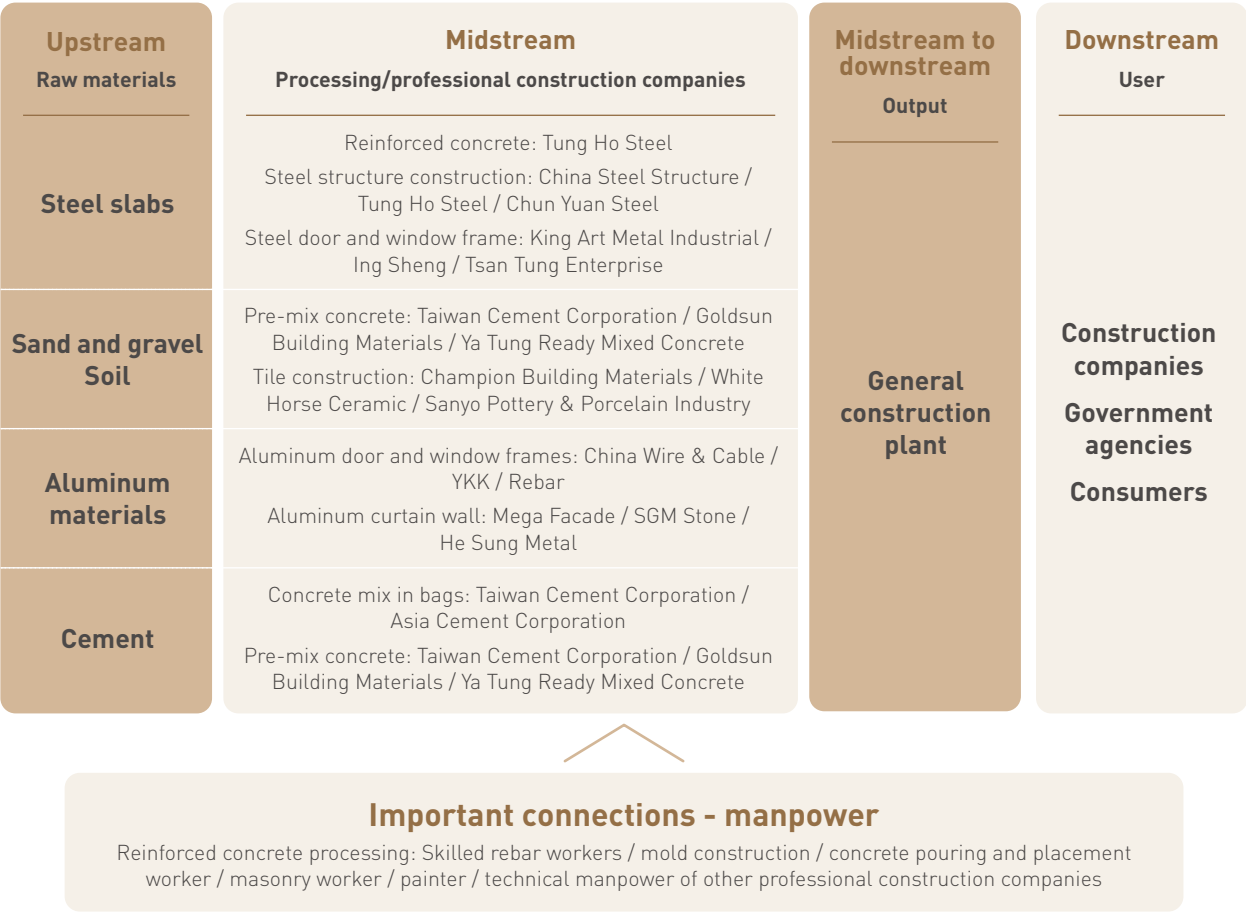 Upstream
Raw materials
Steel slabs
Sand and gravel
Soil
Aluminum
materials
Cement
Midstream
Processing/professional construction companies
Reinforced concrete: Tung Ho Steel
Steel structure construction: China Steel Structure /
Tung Ho Steel / Chun Yuan Steel
Steel door and window frame: King Art Metal Industrial /
Ing Sheng / Tsan Tung Enterprise
Pre-mix concrete: Taiwan Cement Corporation / Goldsun
Building Materials / Ya Tung Ready Mixed Concrete
Tile construction: Champion Building Materials / White
Horse Ceramic / Sanyo Pottery & Porcelain Industry
Aluminum door and window frames: China Wire & Cable /
YKK / Rebar
Aluminum curtain wall: Mega Facade / SGM Stone /
He Sung Metal
Concrete mix in bags: Taiwan Cement Corporation /
Asia Cement Corporation
Pre-mix concrete: Taiwan Cement Corporation / Goldsun
Building Materials / Ya Tung Ready Mixed Concrete
Midstream to
downstream
Output
General
construction
plant
Downstream
User
Construction
companies
Government
agencies
Consumers
Important connections - manpower
Reinforced concrete processing: Skilled rebar workers / mold construction / concrete pouring and placement
worker / masonry worker / painter / technical manpower of other professional construction companies